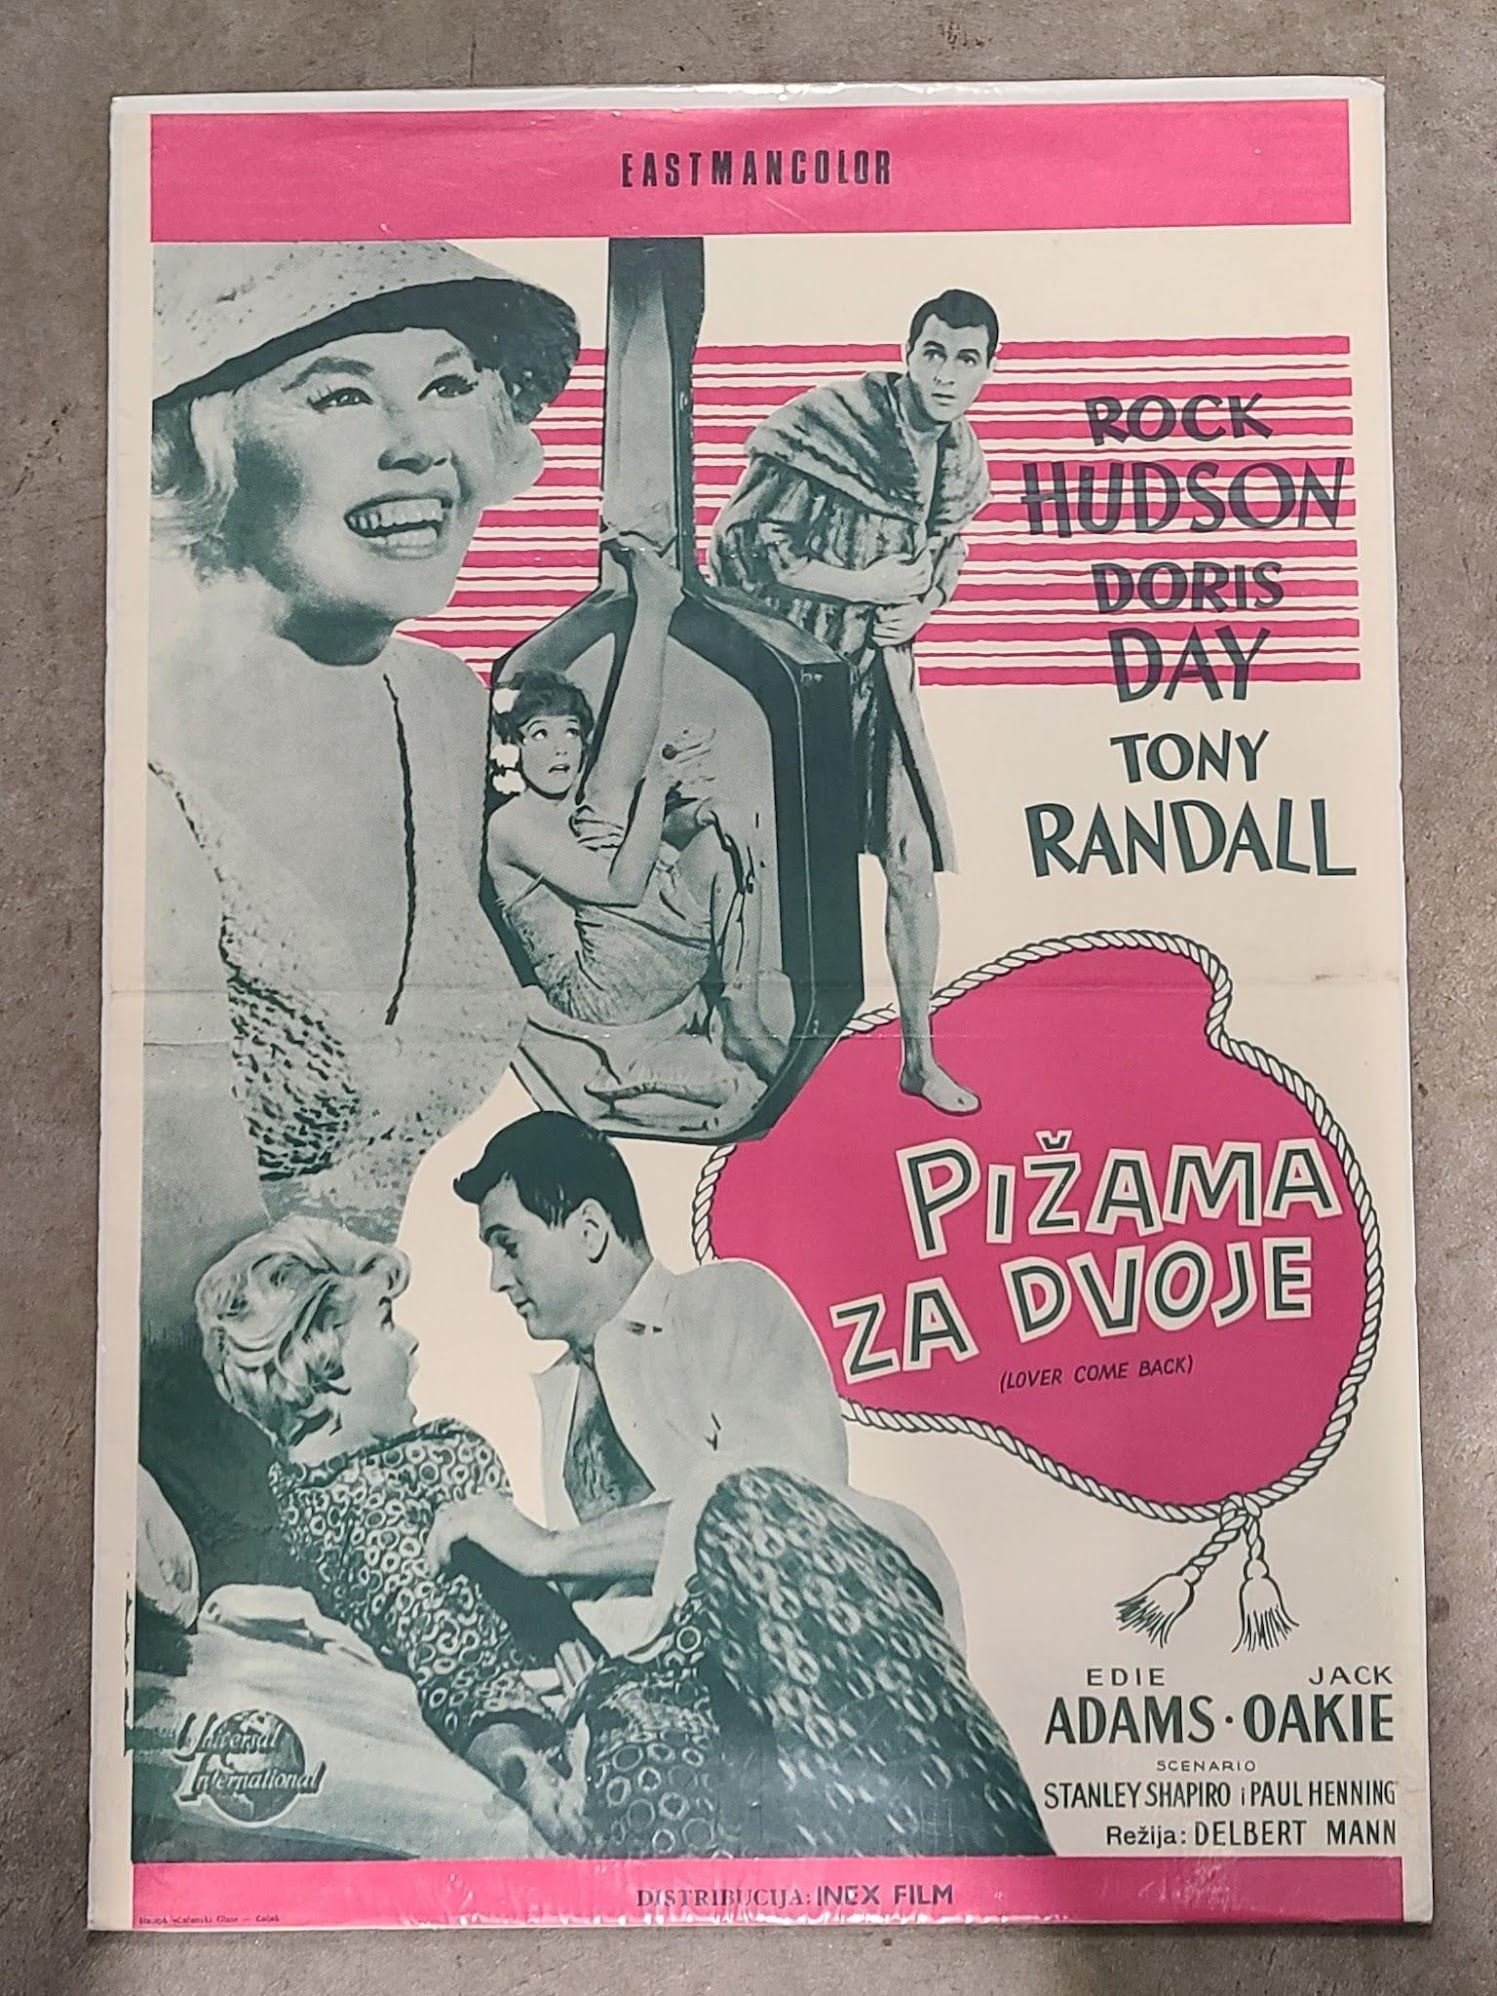 EASTMANCOLOR
ROCK
HUDSON
DORIS
DAY
TONY
RANDALL
PIŽAMA
ZA DVOJE
(LOVER COME BACK)
EDIE JACK
ADAMS · OAKIE
SCENARIO
STANLEY SHAPIRO i PAUL HENNING
Režija: DELBERT MANN
Universal
International
DISTRIBUCIJA: INEX FILM
Čačak